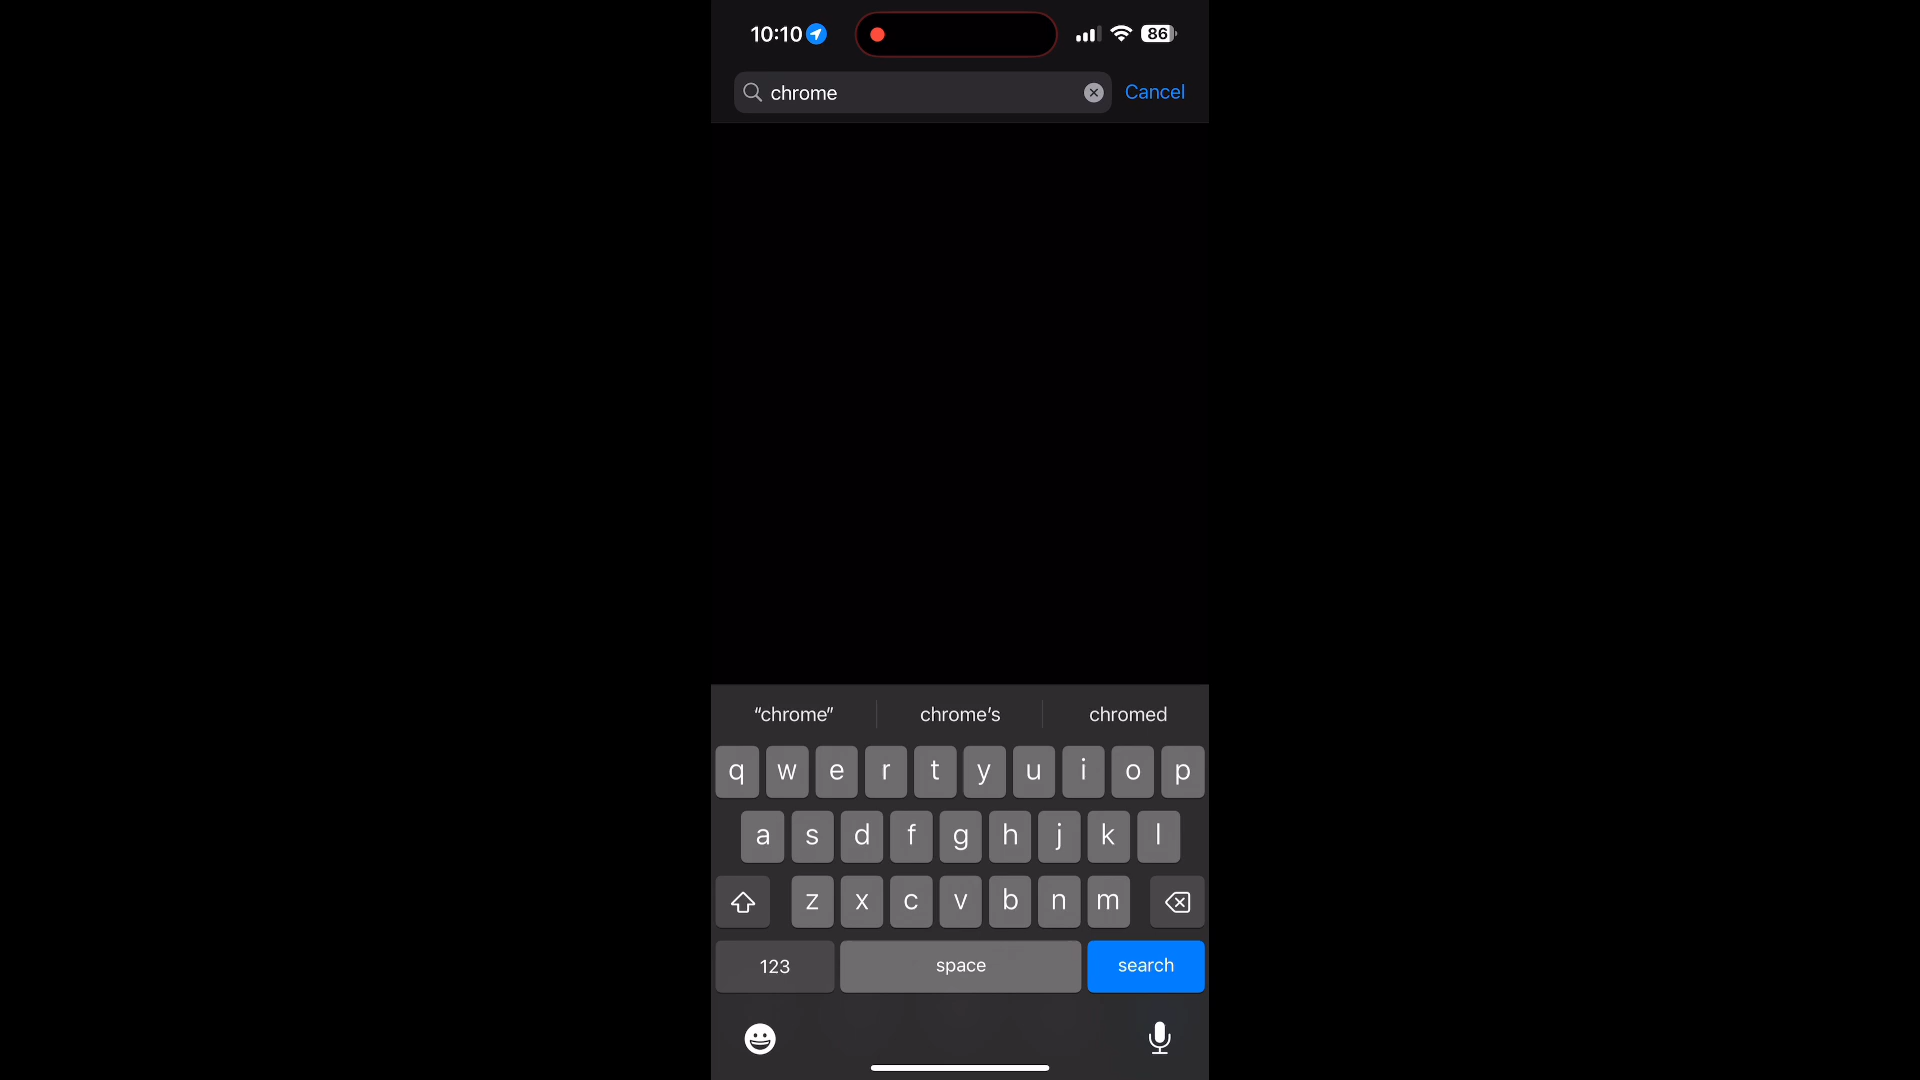 10:10
86
chrome
Cancel
“chrome”
chrome’s
chromed
q w e r t y u i o p
a s d f g h j k l
z x c v b n m
123
space
search